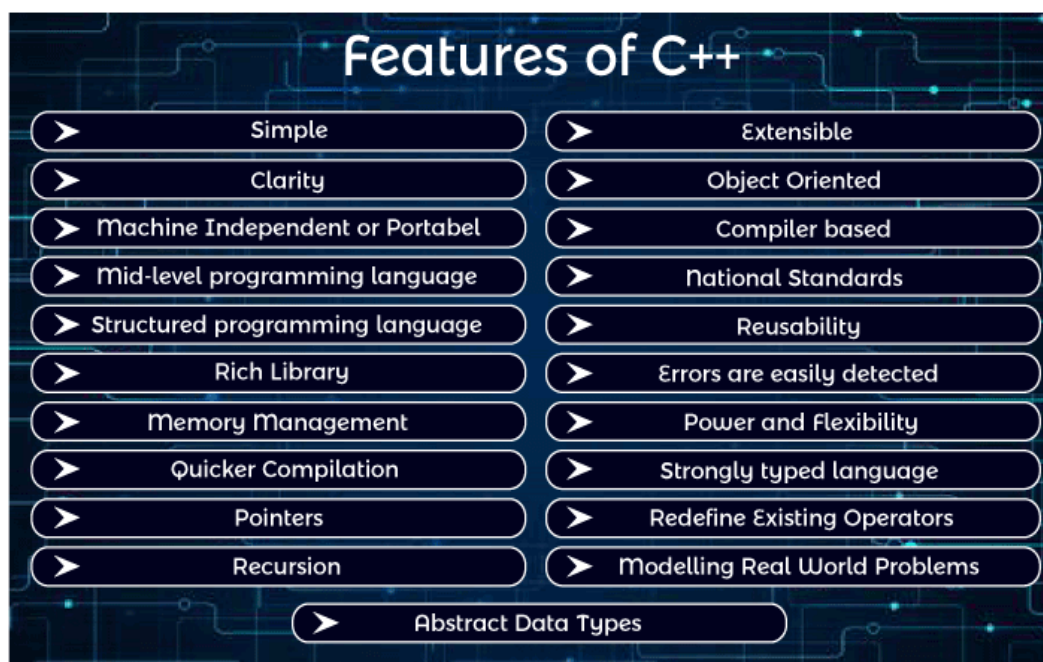 Features of C++
Simple
Clarity
Machine Independent or Portabel
Mid-level programming language
Structured programming language
Rich Library
Memory Management
Quicker Compilation
Pointers
Recursion
Extensible
Object Oriented
Compiler based
National Standards
Reusability
Errors are easily detected
Power and Flexibility
Strongly typed language
Redefine Existing Operators
Modelling Real World Problems
Abstract Data Types